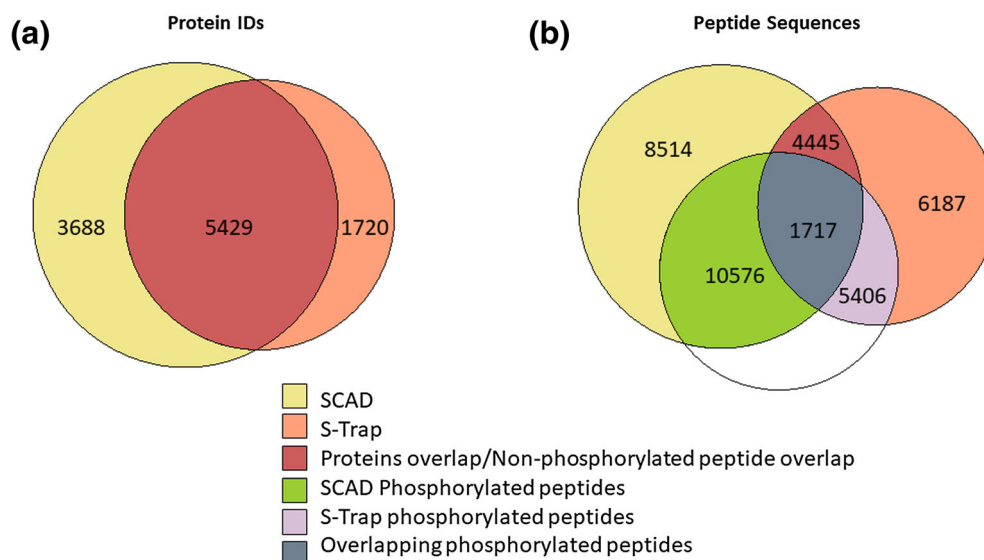 (a)
Protein IDs
3688
5429
1720
(b)
Peptide Sequences
8514
4445
6187
1717
10576
5406
SCAD
S-Trap
Proteins overlap/Non-phosphorylated peptide overlap
SCAD Phosphorylated peptides
S-Trap phosphorylated peptides
Overlapping phosphorylated peptides